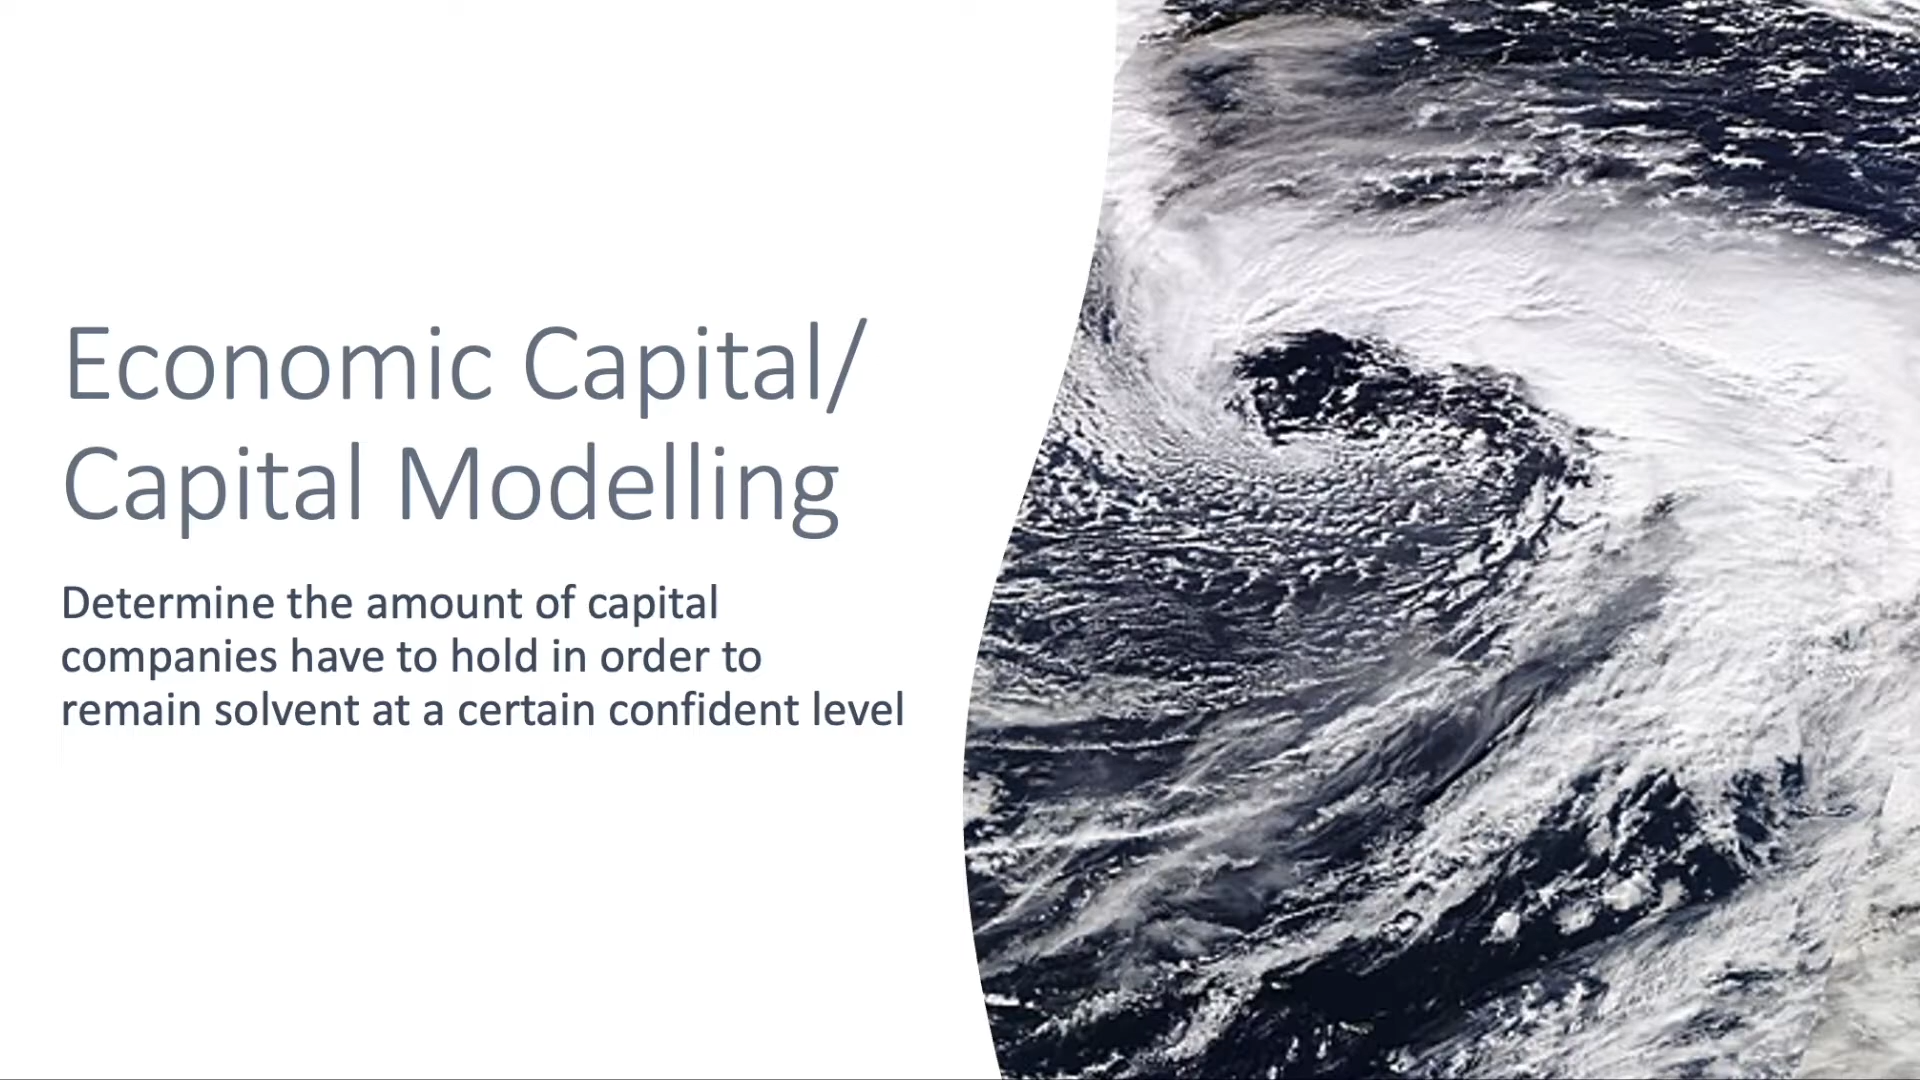 Economic Capital/
Capital Modelling
Determine the amount of capital
companies have to hold in order to
remain solvent at a certain confident level